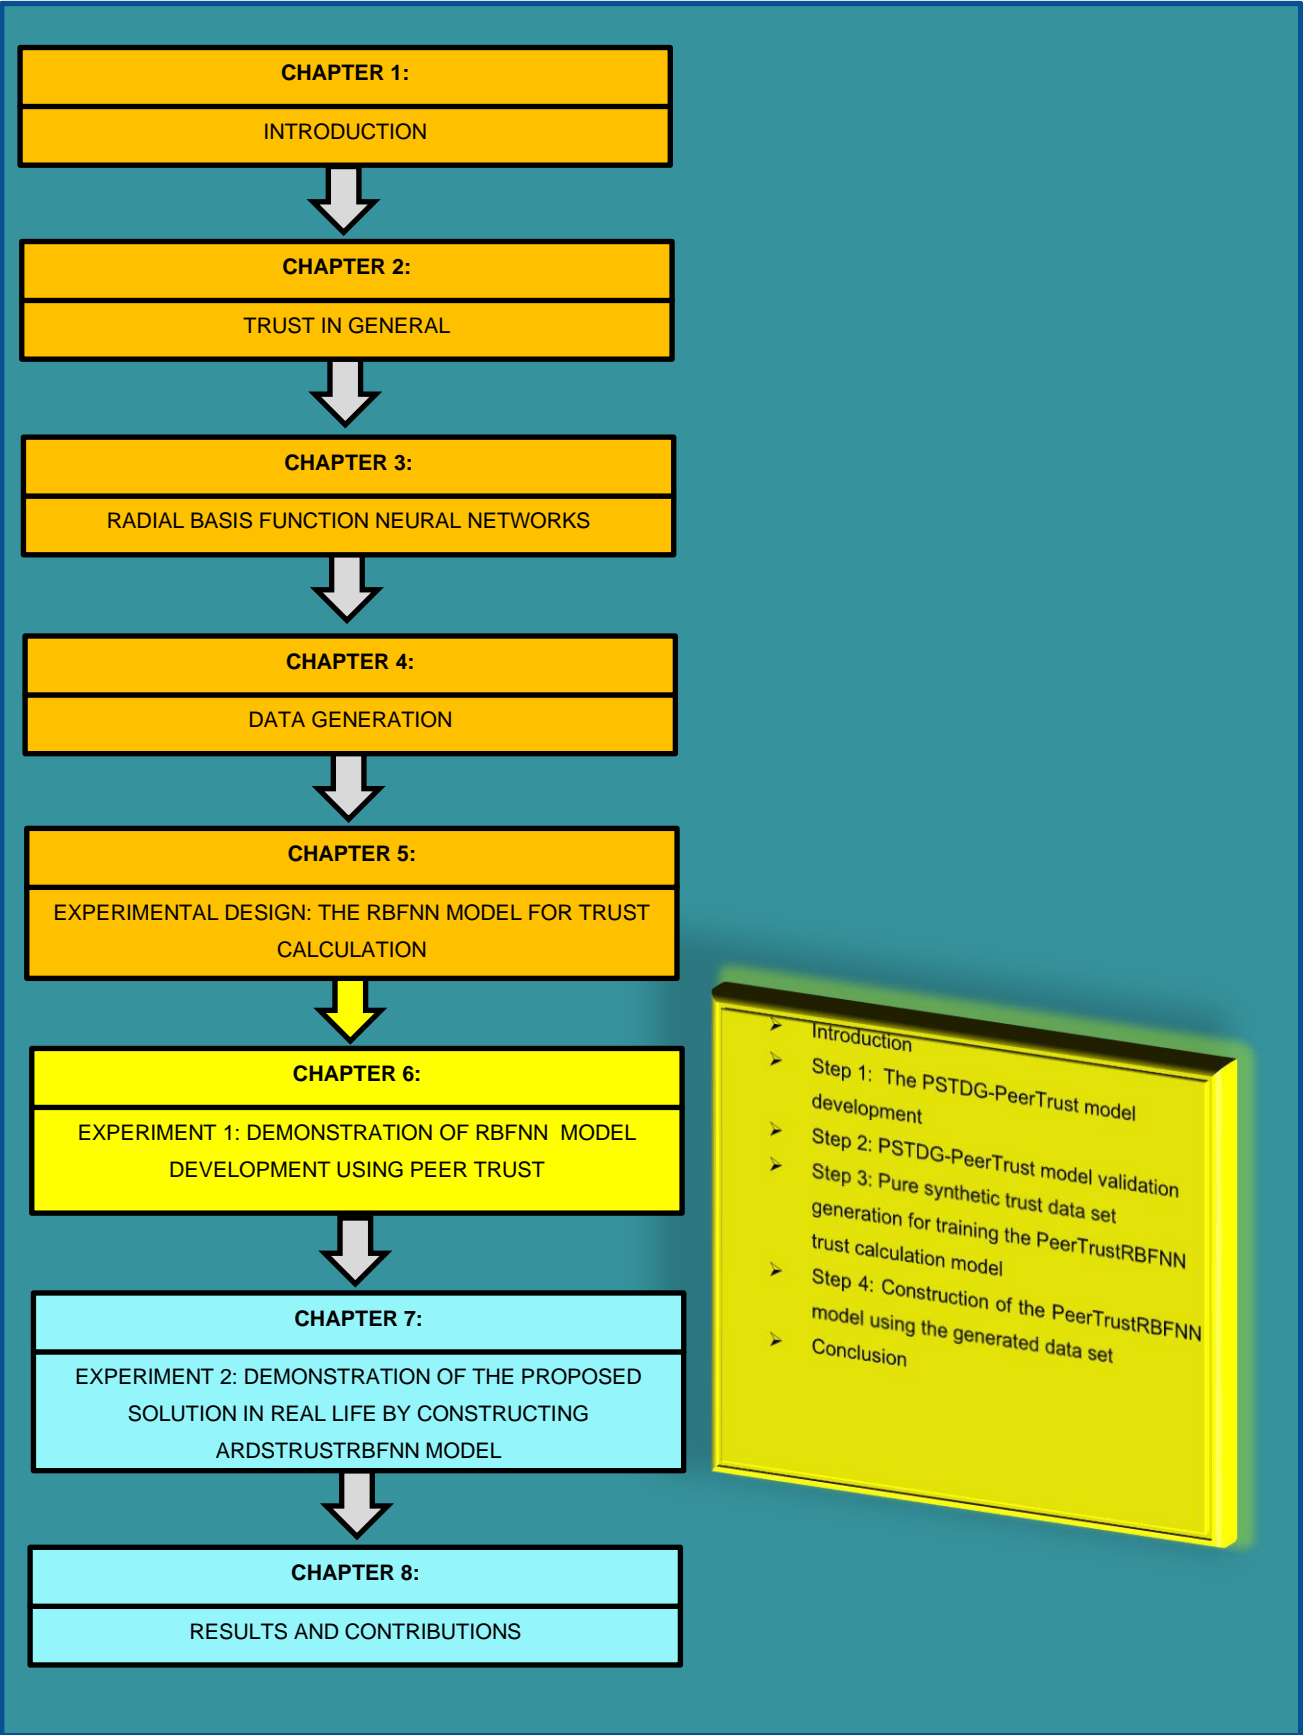 CHAPTER 1:
INTRODUCTION
CHAPTER 2:
TRUST IN GENERAL
CHAPTER 3:
RADIAL BASIS FUNCTION NEURAL NETWORKS
CHAPTER 4:
DATA GENERATION
CHAPTER 5:
EXPERIMENTAL DESIGN: THE RBFNN MODEL FOR TRUST
CALCULATION
CHAPTER 6:
EXPERIMENT 1: DEMONSTRATION OF RBFNN MODEL
DEVELOPMENT USING PEER TRUST
➢ Introduction
➢ Step 1: The PSTDG-PeerTrust model
development
➢ Step 2: PSTDG-PeerTrust model validation
➢ Step 3: Pure synthetic trust data set
generation for training the PeerTrustRBFNN
trust calculation model
➢ Step 4: Construction of the PeerTrustRBFNN
model using the generated data set
➢ Conclusion
CHAPTER 7:
EXPERIMENT 2: DEMONSTRATION OF THE PROPOSED
SOLUTION IN REAL LIFE BY CONSTRUCTING
ARDSTRUSTRBFNN MODEL
CHAPTER 8:
RESULTS AND CONTRIBUTIONS